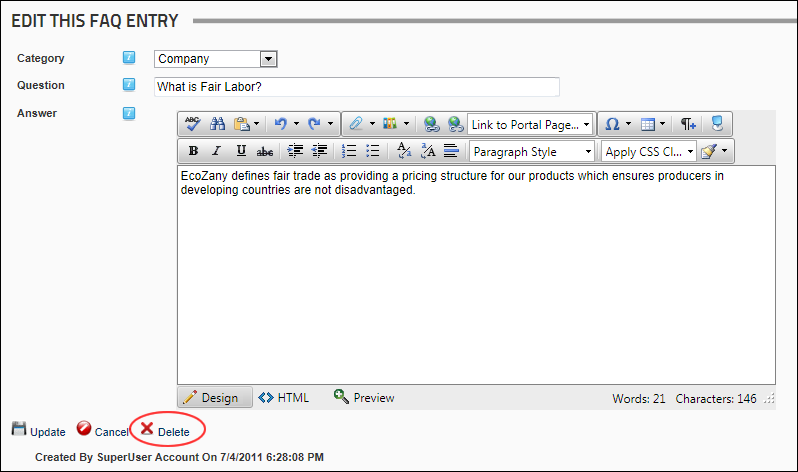 EDIT THIS FAQ ENTRY
Category Company
Question What is Fair Labor?
Answer
ABC Link to Portal Page...
B I U abc Paragraph Style Apply CSS Cl...
EcoZany defines fair trade as providing a pricing structure for our products which ensures producers in
developing countries are not disadvantaged.
Design HTML Preview Words: 21 Characters: 146
Update Cancel Delete
Created By SuperUser Account On 7/4/2011 6:28:08 PM